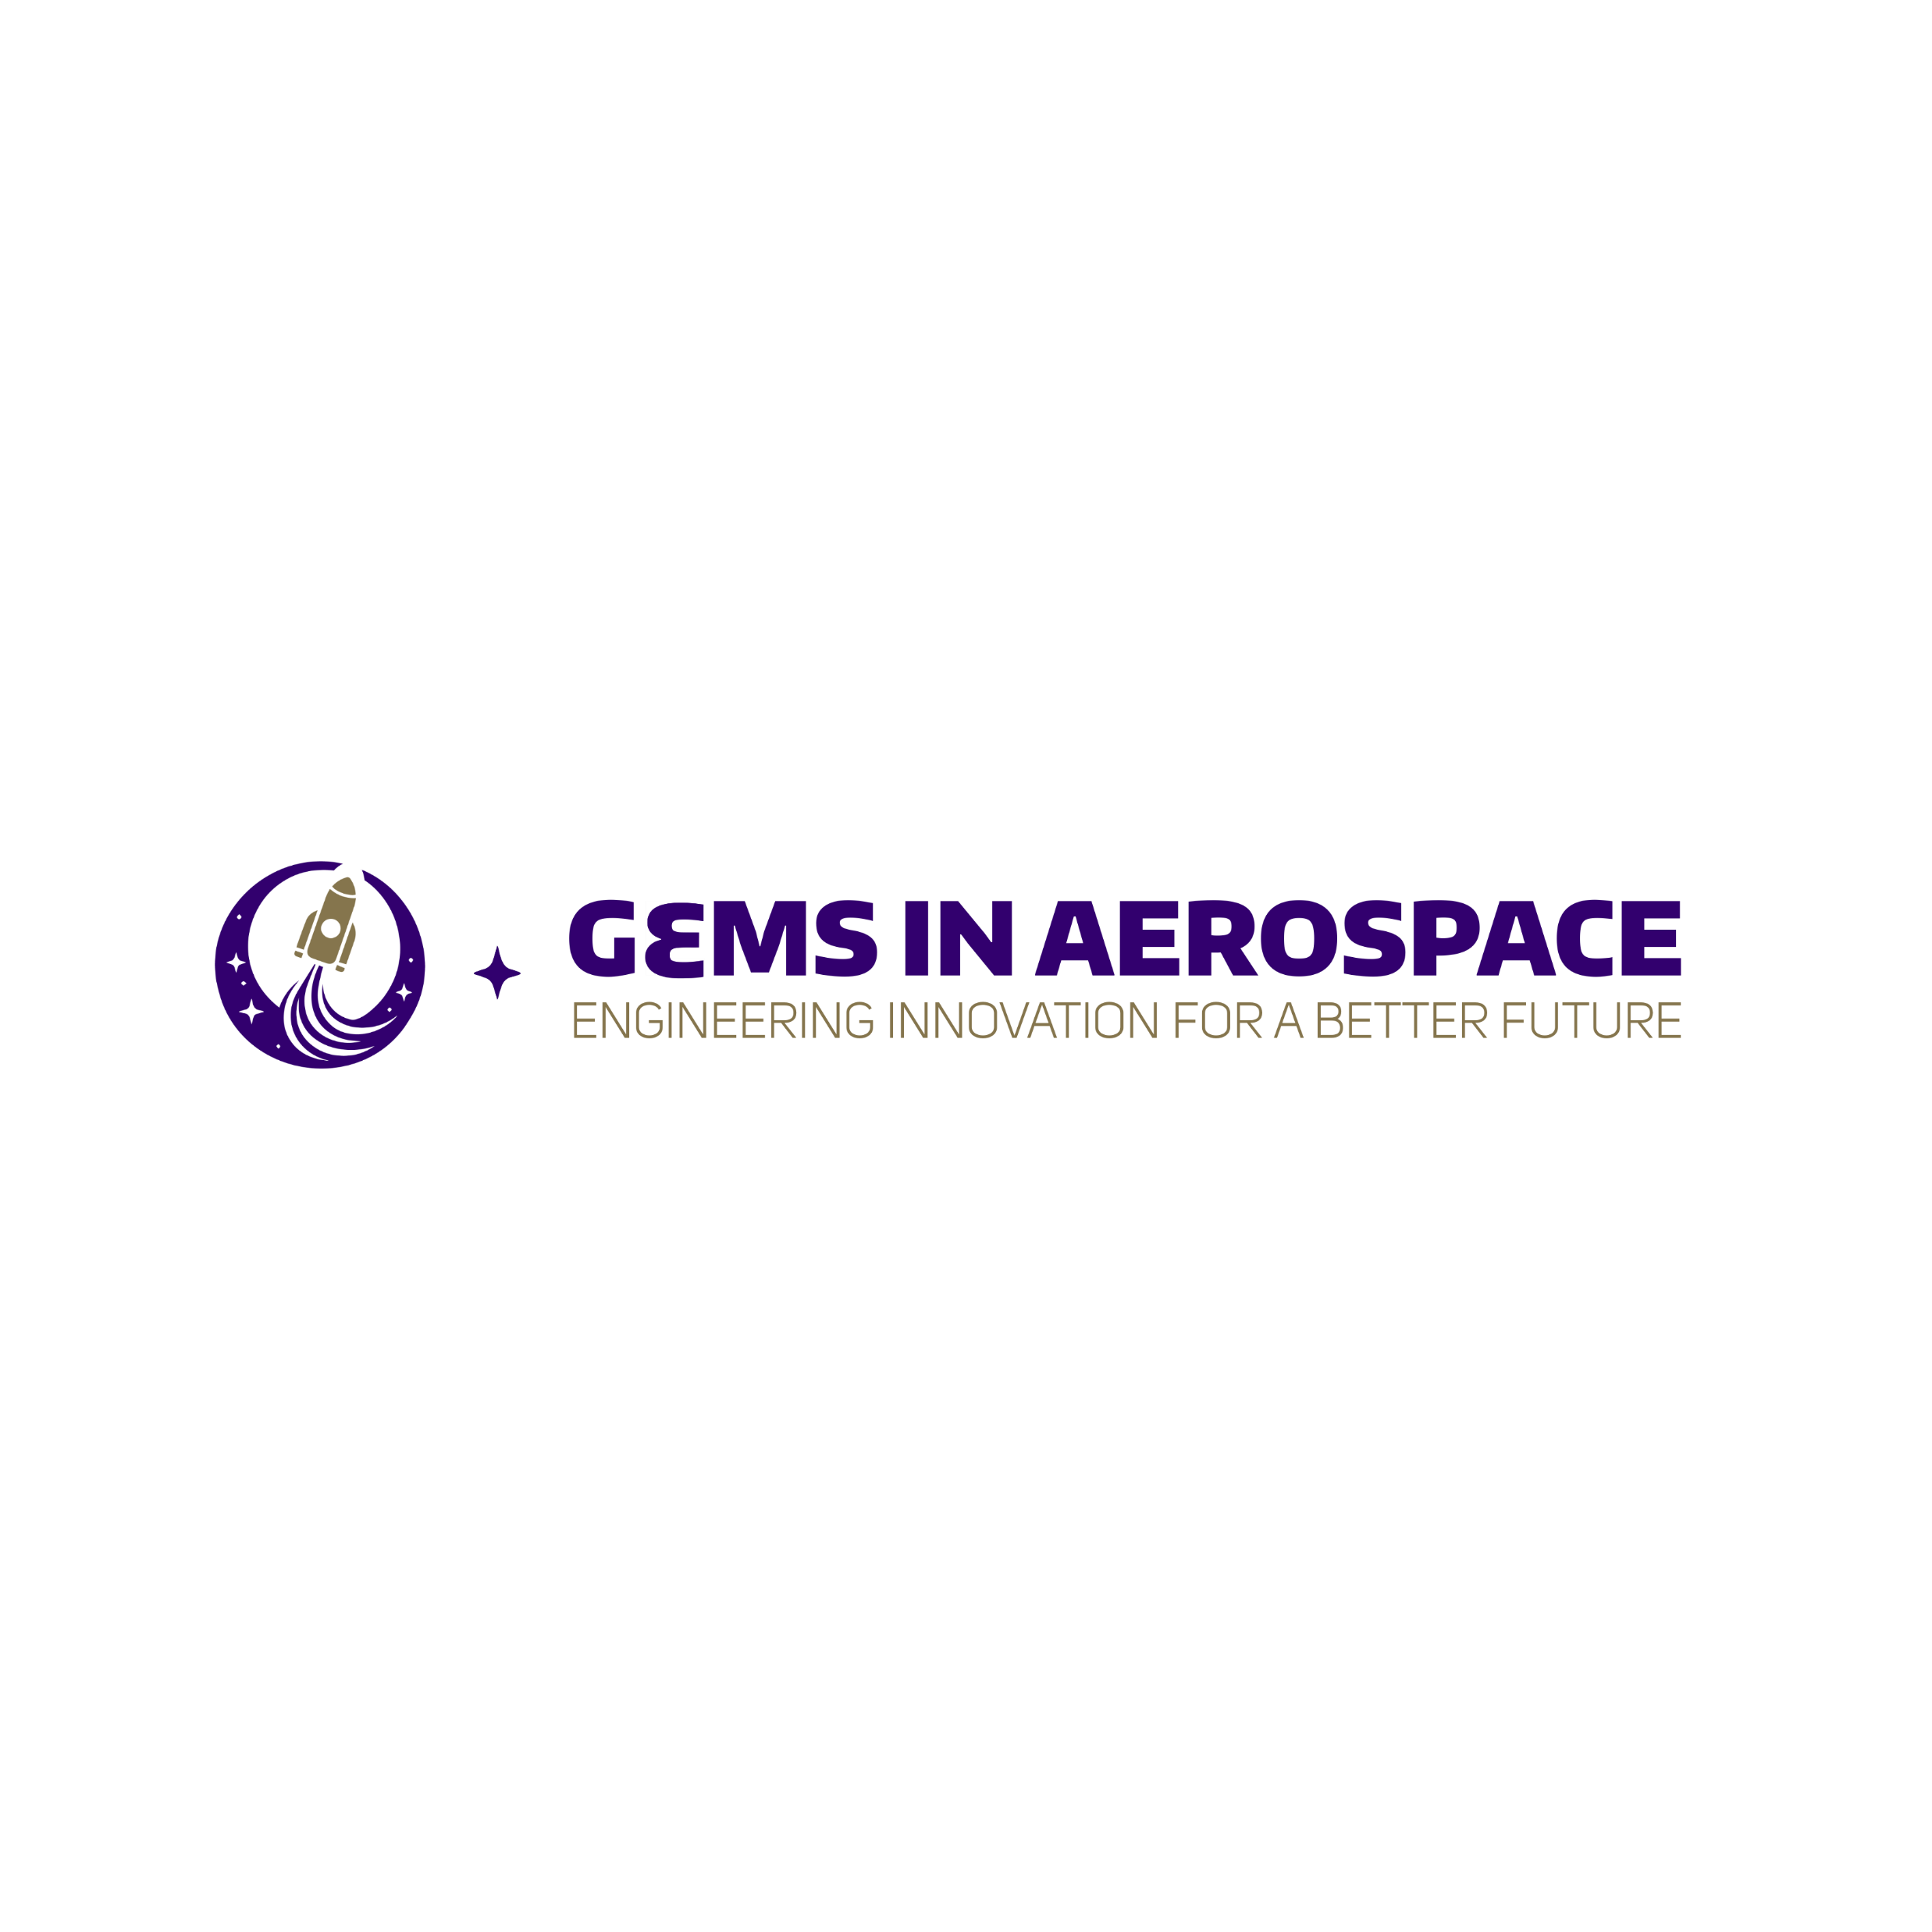 GEMS IN AEROSPACE
ENGINEERING INNOVATION FOR A BETTER FUTURE